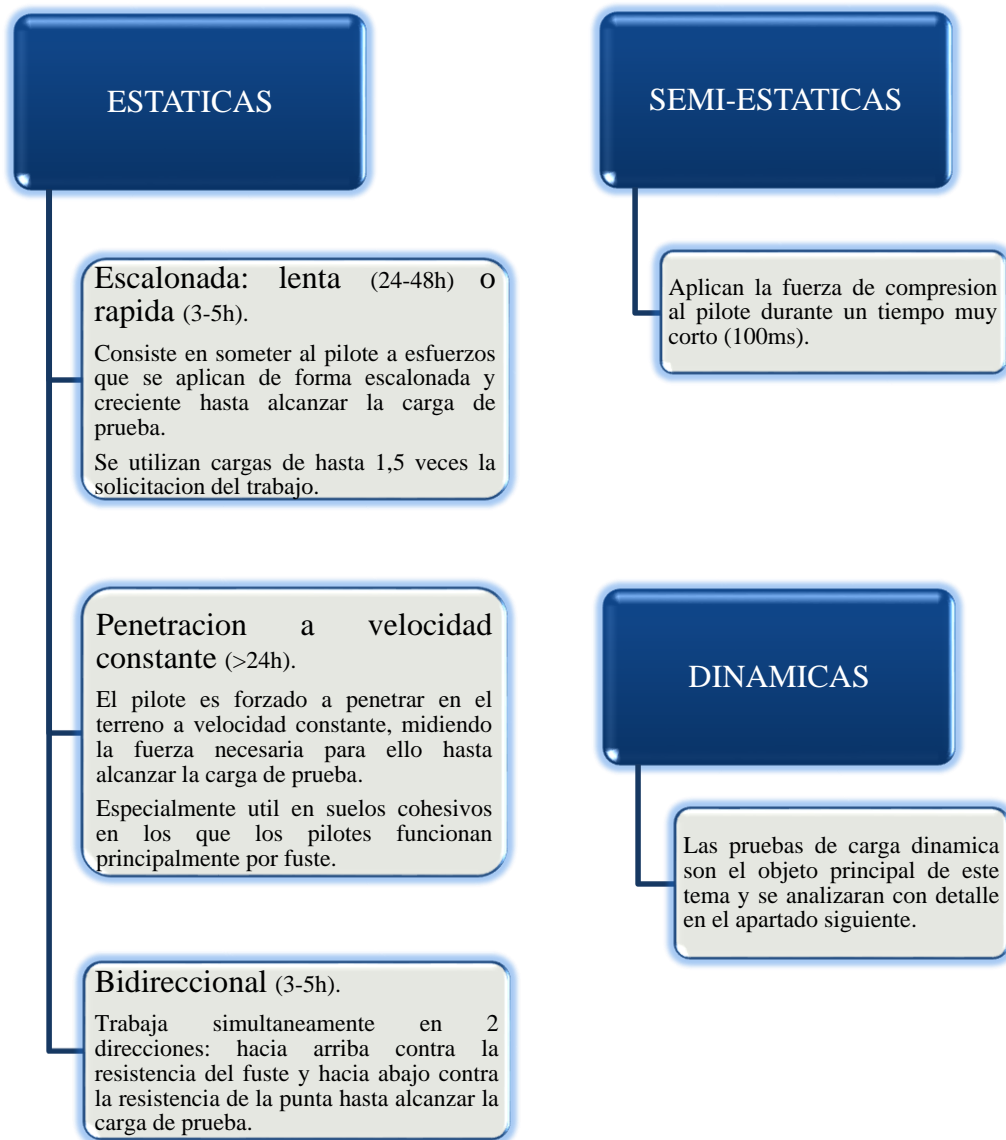 ESTATICAS
Escalonada: lenta (24-48h) o
rapida (3-5h).
Consiste en someter al pilote a esfuerzos
que se aplican de forma escalonada y
creciente hasta alcanzar la carga de
prueba.
Se utilizan cargas de hasta 1,5 veces la
solicitacion del trabajo.
Penetracion a velocidad
constante (>24h).
El pilote es forzado a penetrar en el
terreno a velocidad constante, midiendo
la fuerza necesaria para ello hasta
alcanzar la carga de prueba.
Especialmente util en suelos cohesivos
en los que los pilotes funcionan
principalmente por fuste.
Bidireccional (3-5h).
Trabaja simultaneamente en 2
direcciones: hacia arriba contra la
resistencia del fuste y hacia abajo contra
la resistencia de la punta hasta alcanzar la
carga de prueba.
SEMI-ESTATICAS
Aplican la fuerza de compresion
al pilote durante un tiempo muy
corto (100ms).
DINAMICAS
Las pruebas de carga dinamica
son el objeto principal de este
tema y se analizaran con detalle
en el apartado siguiente.